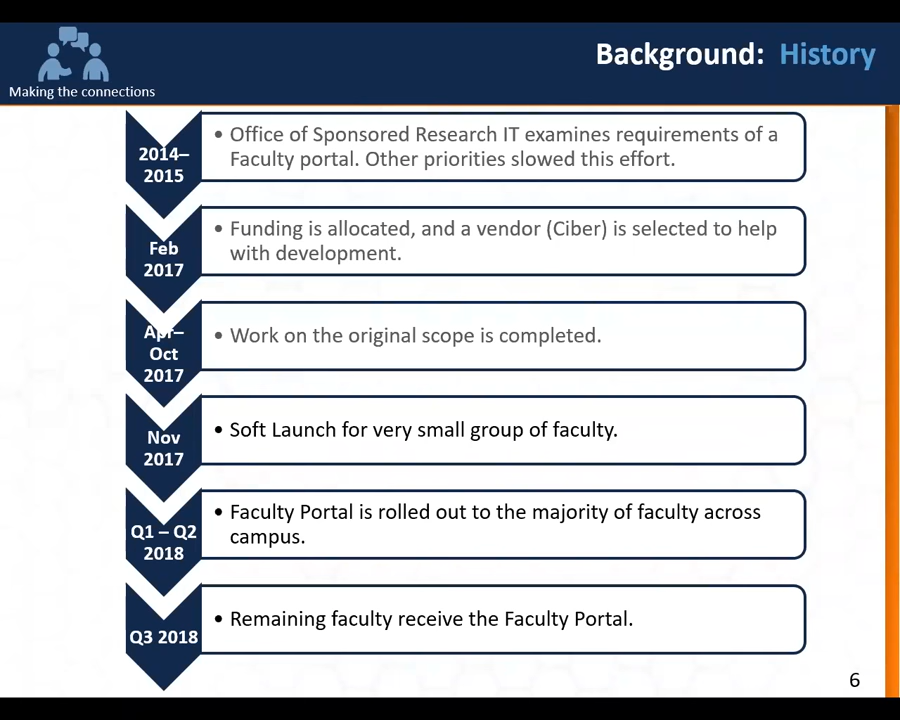 Background: History
Making the connections
2014–
2015
• Office of Sponsored Research IT examines requirements of a
Faculty portal. Other priorities slowed this effort.
Feb
2017
• Funding is allocated, and a vendor (Ciber) is selected to help
with development.
Apr–
Oct
2017
• Work on the original scope is completed.
Nov
2017
• Soft Launch for very small group of faculty.
Q1 – Q2
2018
• Faculty Portal is rolled out to the majority of faculty across
campus.
Q3 2018
• Remaining faculty receive the Faculty Portal.
6